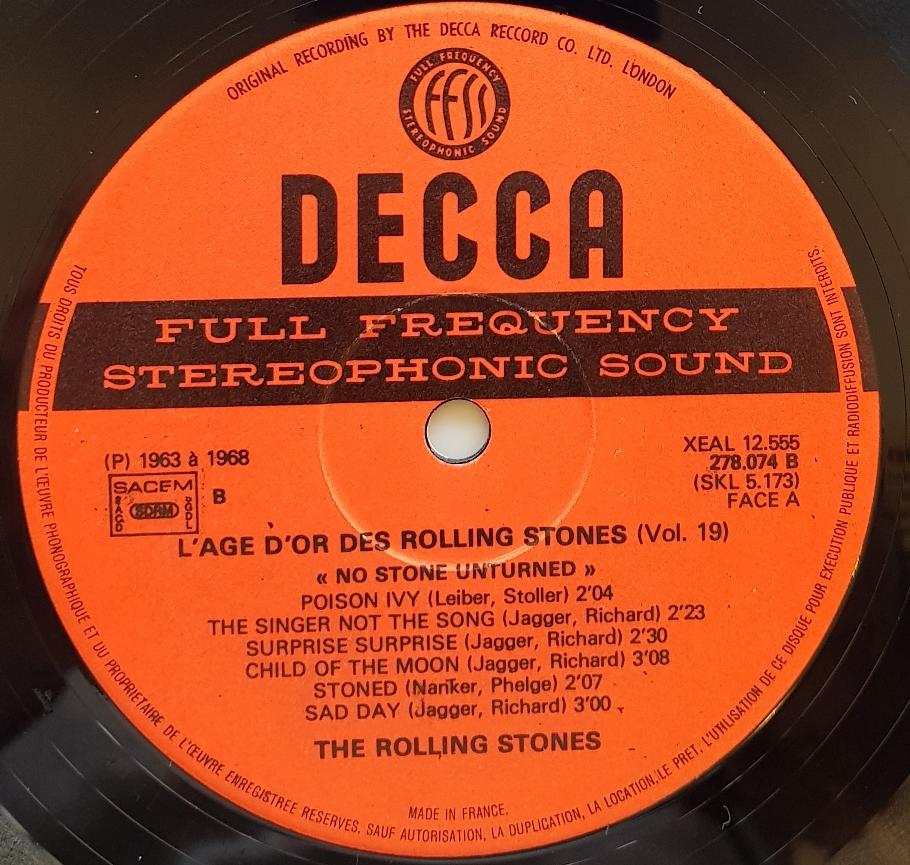 ORIGINAL RECORDING BY THE DECCA RECCORD CO. LTD. LONDON
FULL FREQUENCY
FFSS
STEREOPHONIC SOUND
DECCA
FULL FREQUENCY
STEREOPHONIC SOUND
(P) 1963 à 1968
SACEM
SACD
SDRM
SGDL
B
XEAL 12.555
278.074 B
(SKL 5.173)
FACE A
L'AGE D'OR DES ROLLING STONES (Vol. 19)
« NO STONE UNTURNED »
POISON IVY (Leiber, Stoller) 2'04
THE SINGER NOT THE SONG (Jagger, Richard) 2'23
SURPRISE SURPRISE (Jagger, Richard) 2'30
CHILD OF THE MOON (Jagger, Richard) 3'08
STONED (Nanker, Phelge) 2'07
SAD DAY (Jagger, Richard) 3'00
THE ROLLING STONES
MADE IN FRANCE.
TOUS DROITS DU PRODUCTEUR DE L'ŒUVRE PHONOGRAPHIQUE ET DU PROPRIETAIRE DE L'ŒUVRE ENREGISTREE RESERVES, SAUF AUTORISATION, LA DUPLICATION, LA LOCATION, LE PRET, L'UTILISATION DE CE DISQUE POUR EXECUTION PUBLIQUE ET RADIODIFFUSION SONT INTERDITS.